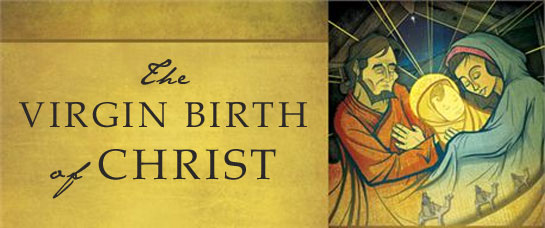 The
VIRGIN BIRTH
of CHRIST